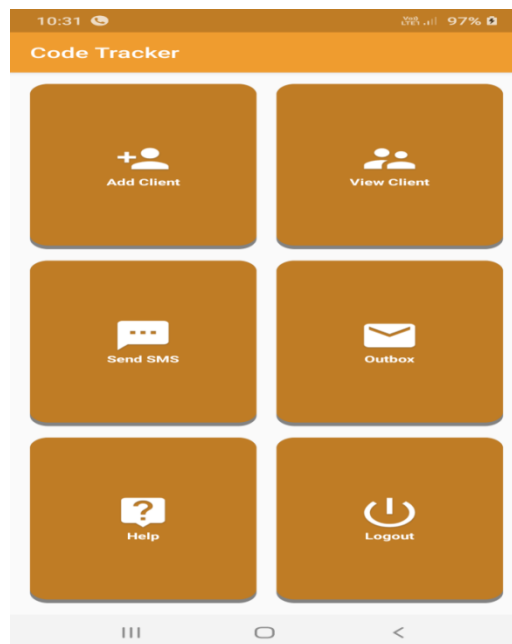 10:31 97%
Code Tracker
Add Client View Client
Send SMS Outbox
Help Logout